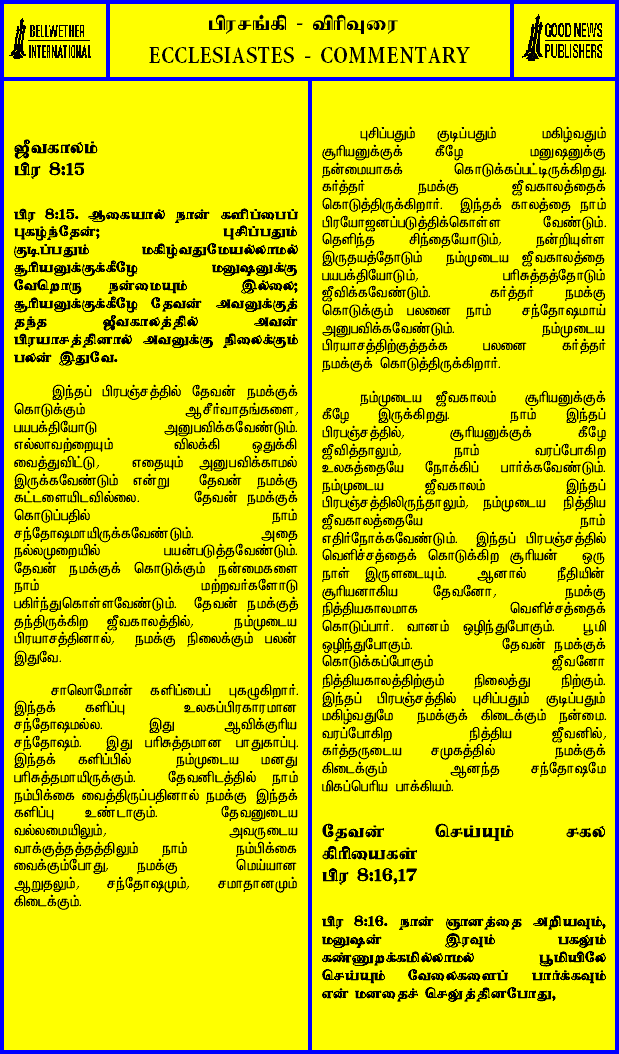 BELLWETHER
INTERNATIONAL
பிரசங்கி - விரிவுரை
ECCLESIASTES - COMMENTARY
GOOD NEWS
PUBLISHERS
ஜீவகாலம்
பிர 8:15
பிர 8:15. ஆகையால் நான் களிப்பைப்
புகழ்ந்தேன்; புசிப்பதும்
குடிப்பதும் மகிழ்வதுமேயல்லாமல்
சூரியனுக்குக்கீழே மனுஷனுக்கு
வேறொரு நன்மையும் இல்லை;
சூரியனுக்குக்கீழே தேவன் அவனுக்குத்
தந்த ஜீவகாலத்தில் அவன்
பிரயாசத்தினால் அவனுக்கு நிலைக்கும்
பலன் இதுவே.
இந்தப் பிரபஞ்சத்தில் தேவன் நமக்குக்
கொடுக்கும் ஆசீர்வாதங்களை,
பயபக்தியோடு அனுபவிக்கவேண்டும்.
எல்லாவற்றையும் விலக்கி ஒதுக்கி
வைத்துவிட்டு, எதையும் அனுபவிக்காமல்
இருக்கவேண்டும் என்று தேவன் நமக்கு
கட்டளையிடவில்லை. தேவன் நமக்குக்
கொடுப்பதில் நாம்
சந்தோஷமாயிருக்கவேண்டும். அதை
நல்லமுறையில் பயன்படுத்தவேண்டும்.
தேவன் நமக்குக் கொடுக்கும் நன்மைகளை
நாம் மற்றவர்களோடு
பகிர்ந்துகொள்ளவேண்டும். தேவன் நமக்குத்
தந்திருக்கிற ஜீவகாலத்தில், நம்முடைய
பிரயாசத்தினால், நமக்கு நிலைக்கும் பலன்
இதுவே.
சாலொமோன் களிப்பைப் புகழுகிறார்.
இந்தக் களிப்பு உலகப்பிரகாரமான
சந்தோஷமல்ல. இது ஆவிக்குரிய
சந்தோஷம். இது பரிசுத்தமான பாதுகாப்பு.
இந்தக் களிப்பில் நம்முடைய மனது
பரிசுத்தமாயிருக்கும். தேவனிடத்தில் நாம்
நம்பிக்கை வைத்திருப்பதினால் நமக்கு இந்தக்
களிப்பு உண்டாகும். தேவனுடைய
வல்லமையிலும், அவருடைய
வாக்குத்தத்தத்திலும் நாம் நம்பிக்கை
வைக்கும்போது, நமக்கு மெய்யான
ஆறுதலும், சந்தோஷமும், சமாதானமும்
கிடைக்கும்.
புசிப்பதும் குடிப்பதும் மகிழ்வதும்
சூரியனுக்குக் கீழே மனுஷனுக்கு
நன்மையாகக் கொடுக்கப்பட்டிருக்கிறது.
கர்த்தர் நமக்கு ஜீவகாலத்தைக்
கொடுத்திருக்கிறார். இந்தக் காலத்தை நாம்
பிரயோஜனப்படுத்திக்கொள்ள வேண்டும்.
தெளிந்த சிந்தையோடும், நன்றியுள்ள
இருதயத்தோடும் நம்முடைய ஜீவகாலத்தை
பயபக்தியோடும், பரிசுத்தத்தோடும்
ஜீவிக்கவேண்டும். கர்த்தர் நமக்கு
கொடுக்கும் பலனை நாம் சந்தோஷமாய்
அனுபவிக்கவேண்டும். நம்முடைய
பிரயாசத்திற்குத்தக்க பலனை கர்த்தர்
நமக்குக் கொடுத்திருக்கிறார்.
நம்முடைய ஜீவகாலம் சூரியனுக்குக்
கீழே இருக்கிறது. நாம் இந்தப்
பிரபஞ்சத்தில், சூரியனுக்குக் கீழே
ஜீவித்தாலும், நாம் வரப்போகிற
உலகத்தையே நோக்கிப் பார்க்கவேண்டும்.
நம்முடைய ஜீவகாலம் இந்தப்
பிரபஞ்சத்திலிருந்தாலும், நம்முடைய நித்திய
ஜீவகாலத்தையே நாம்
எதிர்நோக்கவேண்டும். இந்தப் பிரபஞ்சத்தில்
வெளிச்சத்தைக் கொடுக்கிற சூரியன் ஒரு
நாள் இருளடையும். ஆனால் நீதியின்
சூரியனாகிய தேவனோ, நமக்கு
நித்தியகாலமாக வெளிச்சத்தைக்
கொடுப்பார். வானம் ஒழிந்துபோகும். பூமி
ஒழிந்துபோகும். தேவன் நமக்குக்
கொடுக்கப்போகும் ஜீவனோ
நித்தியகாலத்திற்கும் நிலைத்து நிற்கும்.
இந்தப் பிரபஞ்சத்தில் புசிப்பதும் குடிப்பதும்
மகிழ்வதுமே நமக்குக் கிடைக்கும் நன்மை.
வரப்போகிற நித்திய ஜீவனில்,
கர்த்தருடைய சமுகத்தில் நமக்குக்
கிடைக்கும் ஆனந்த சந்தோஷமே
மிகப்பெரிய பாக்கியம்.
தேவன் செய்யும் சகல
கிரியைகள்
பிர 8:16,17
பிர 8:16. நான் ஞானத்தை அறியவும்,
மனுஷன் இரவும் பகலும்
கண்ணுறக்கமில்லாமல் பூமியிலே
செய்யும் வேலைகளைப் பார்க்கவும்
என் மனதைச் செலுத்தினபோது,